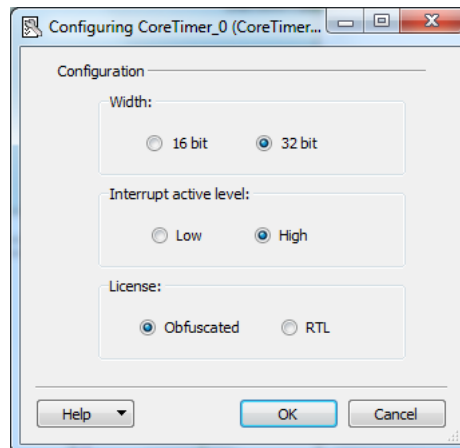 Configuring CoreTimer_0 (CoreTimer...
Configuration
Width:
16 bit 32 bit
Interrupt active level:
Low High
License:
Obfuscated RTL
Help OK Cancel